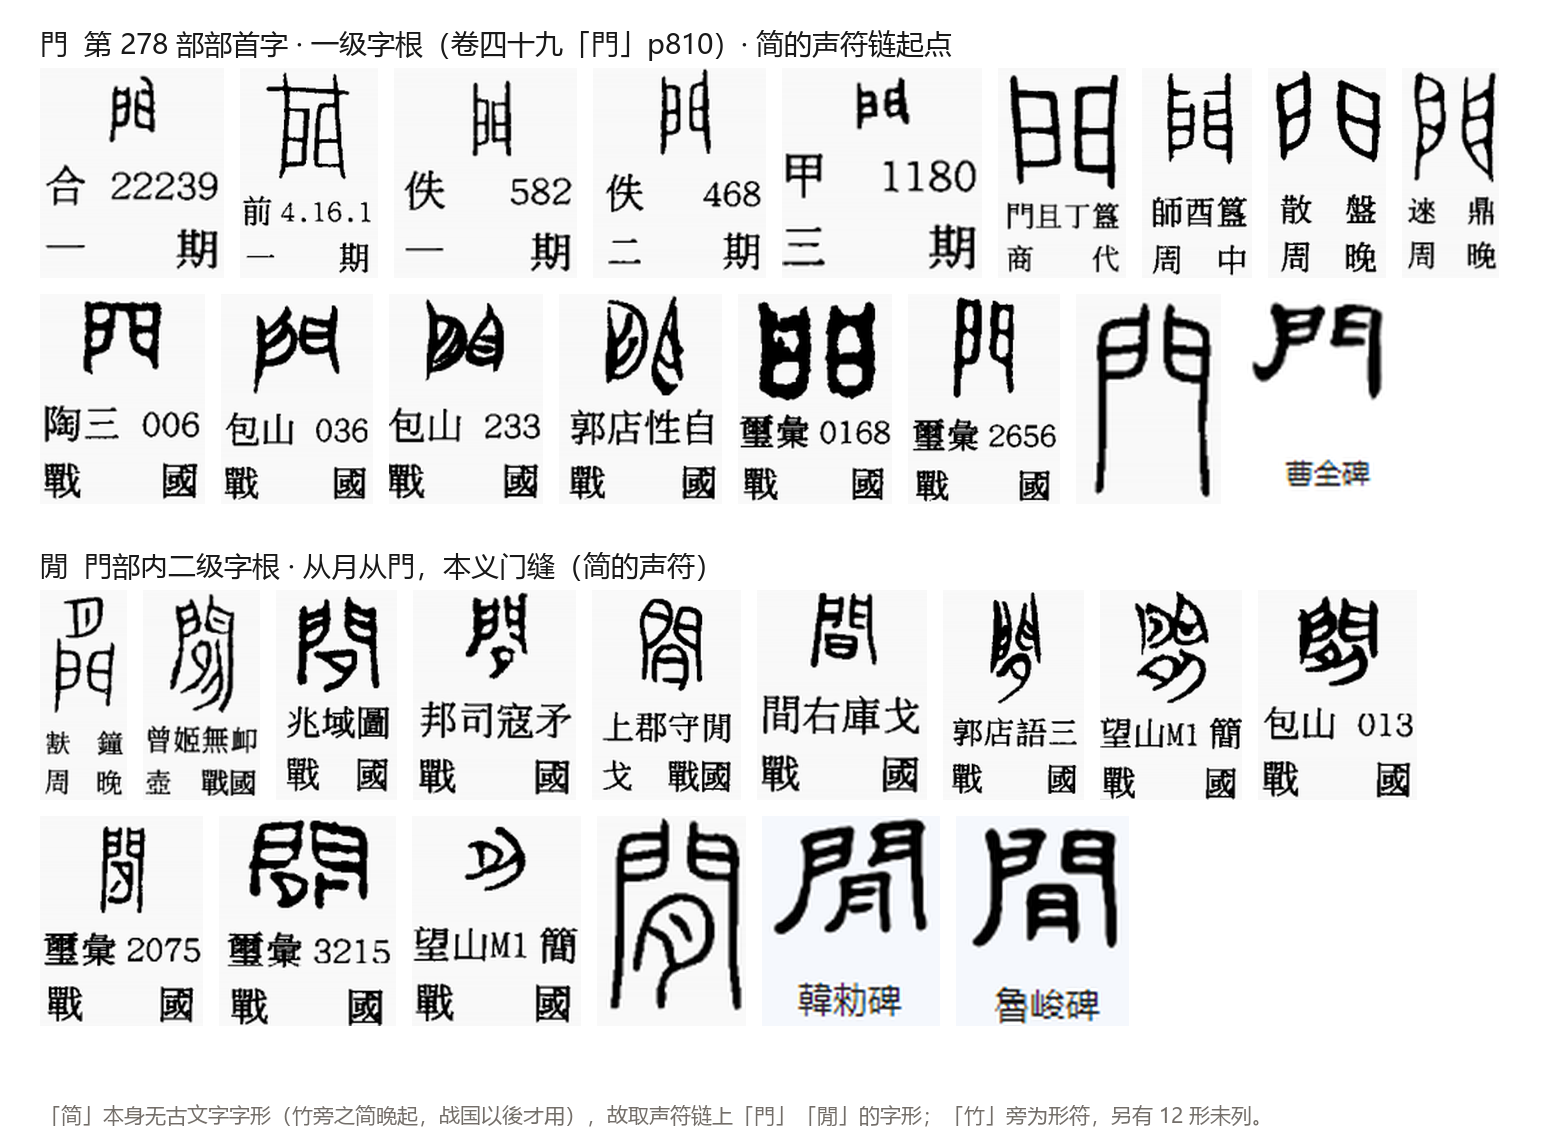 門 第 278 部部首字 · 一级字根（卷四十九「門」p810）· 简的声符链起点
合 22239 前 4.16.1 佚 582 佚 468 甲 1180 門且丁簋 師酉簋 散盤 逨鼎
一期 一期 一期 二期 三期 商代 周中 周晚 周晚
陶三 006 包山 036 包山 233 郭店性自 璽彙 0168 璽彙 2656 曹全碑
戰國 戰國 戰國 戰國 戰國 戰國
閒 門部内二级字根 · 从月从門，本义门缝（简的声符）
㝬鐘 曾姬無卹 兆域圖 邦司寇矛 上郡守閒 間右庫戈 郭店語三 望山M1 簡 包山 013
周晚 壺 戰國 戰國 戰國 戈 戰國 戰國 戰國 戰國 戰國
璽彙 2075 璽彙 3215 望山M1 簡 韓勑碑 魯峻碑
戰國 戰國 戰國
「简」本身无古文字字形（竹旁之简晚起，战国以後才用），故取声符链上「門」「閒」的字形；「竹」旁为形符，另有 12 形未列。